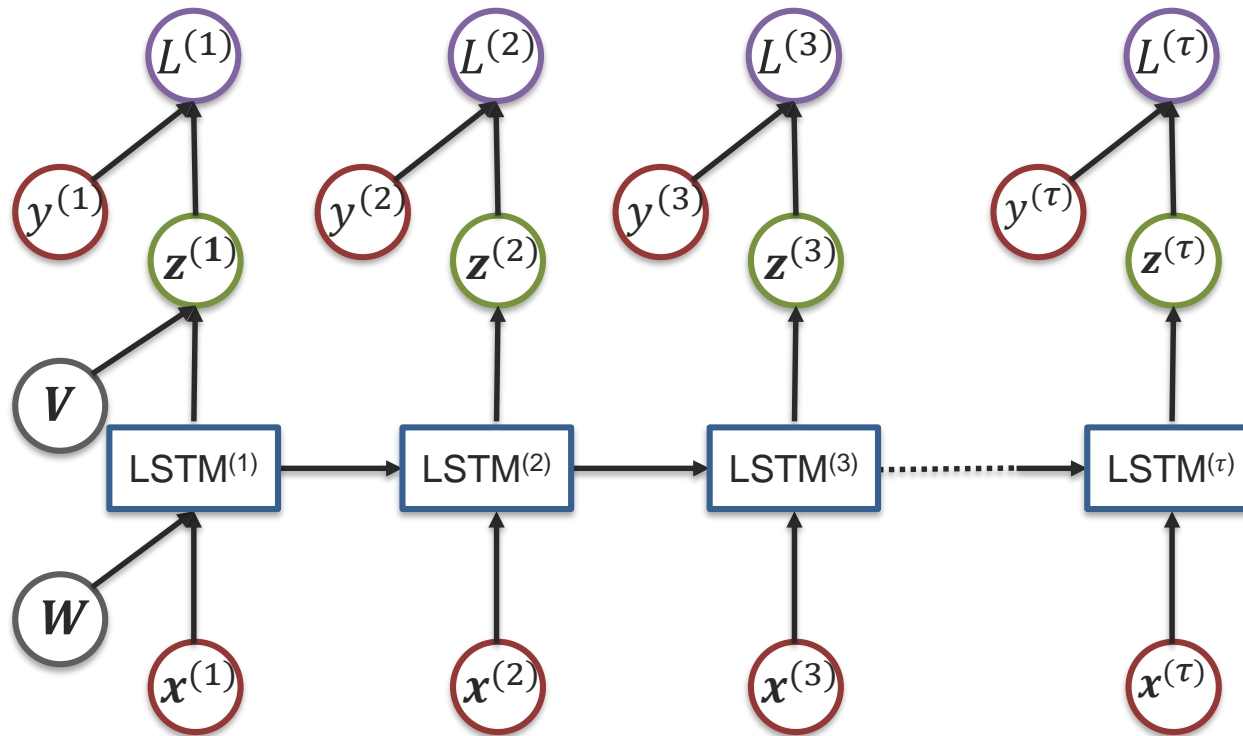 L⁽¹⁾ L⁽²⁾ L⁽³⁾ L⁽τ⁾
y⁽¹⁾ y⁽²⁾ y⁽³⁾ y⁽τ⁾
z⁽¹⁾ z⁽²⁾ z⁽³⁾ z⁽τ⁾
V
LSTM⁽¹⁾ LSTM⁽²⁾ LSTM⁽³⁾ LSTM⁽τ⁾
W
x⁽¹⁾ x⁽²⁾ x⁽³⁾ x⁽τ⁾